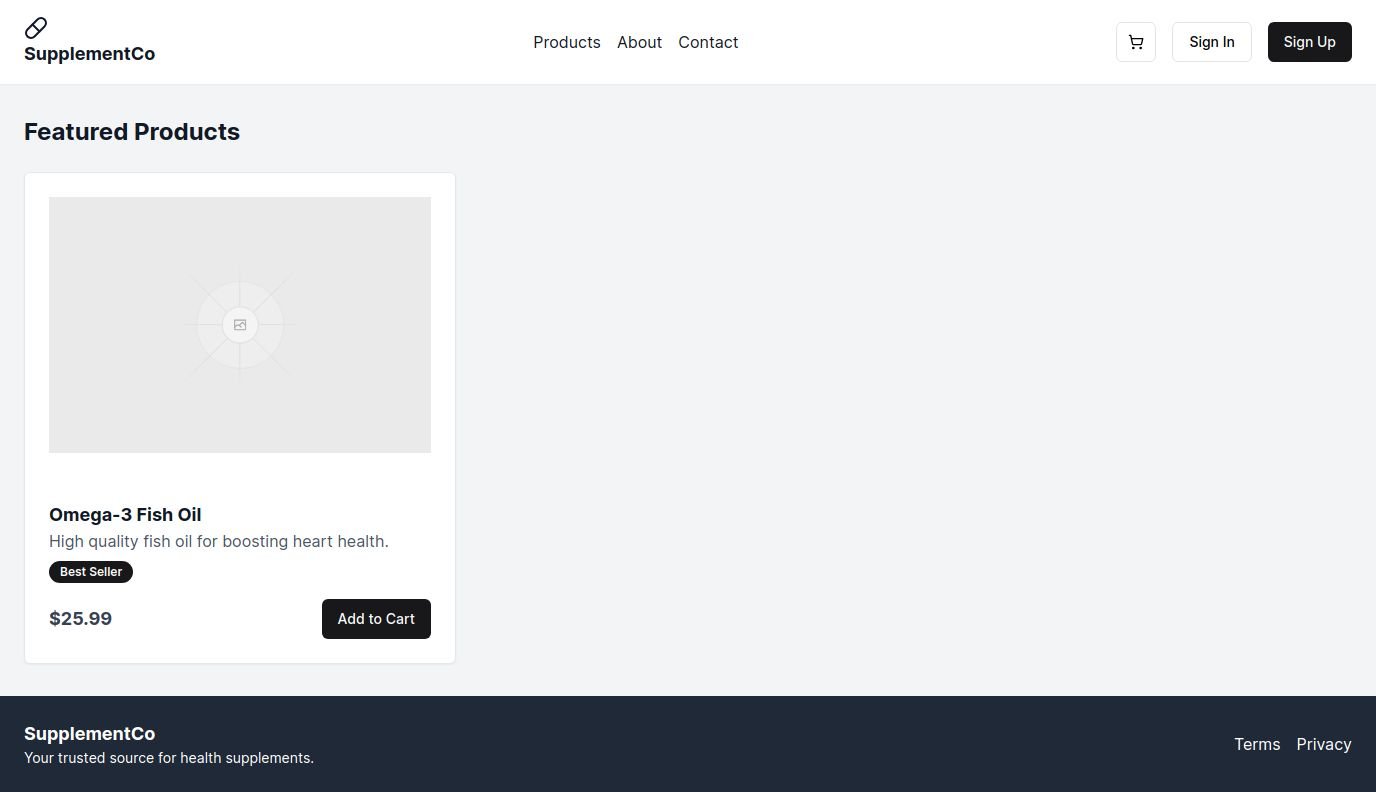 SupplementCo
Products About Contact
Sign In
Sign Up
Featured Products
Omega-3 Fish Oil
High quality fish oil for boosting heart health.
Best Seller
$25.99
Add to Cart
SupplementCo
Your trusted source for health supplements.
Terms Privacy